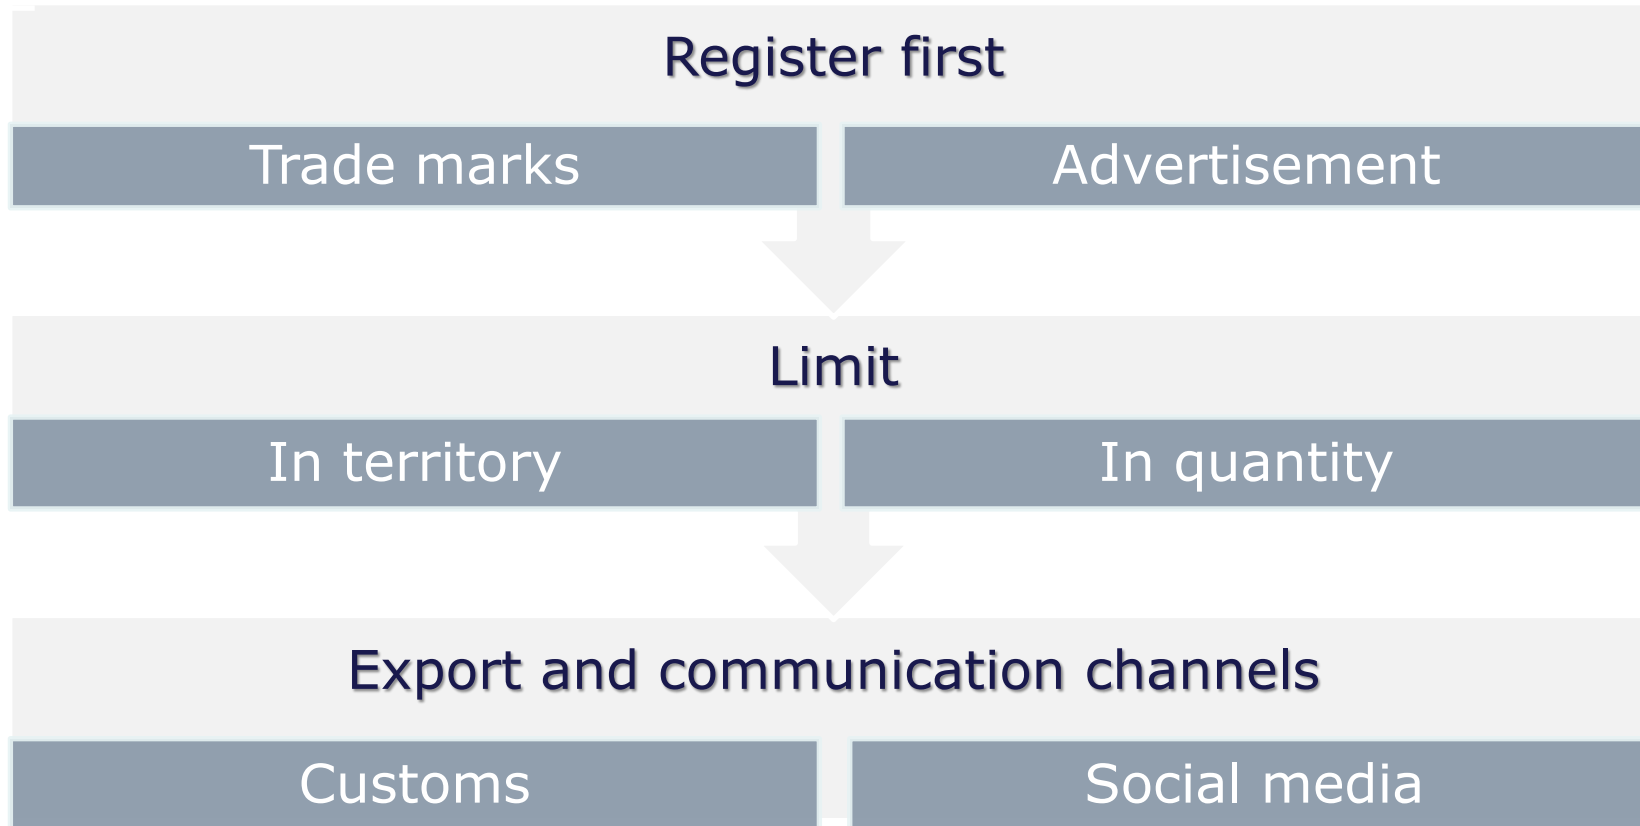 Register first
Trade marks
Advertisement
Limit
In territory
In quantity
Export and communication channels
Customs
Social media